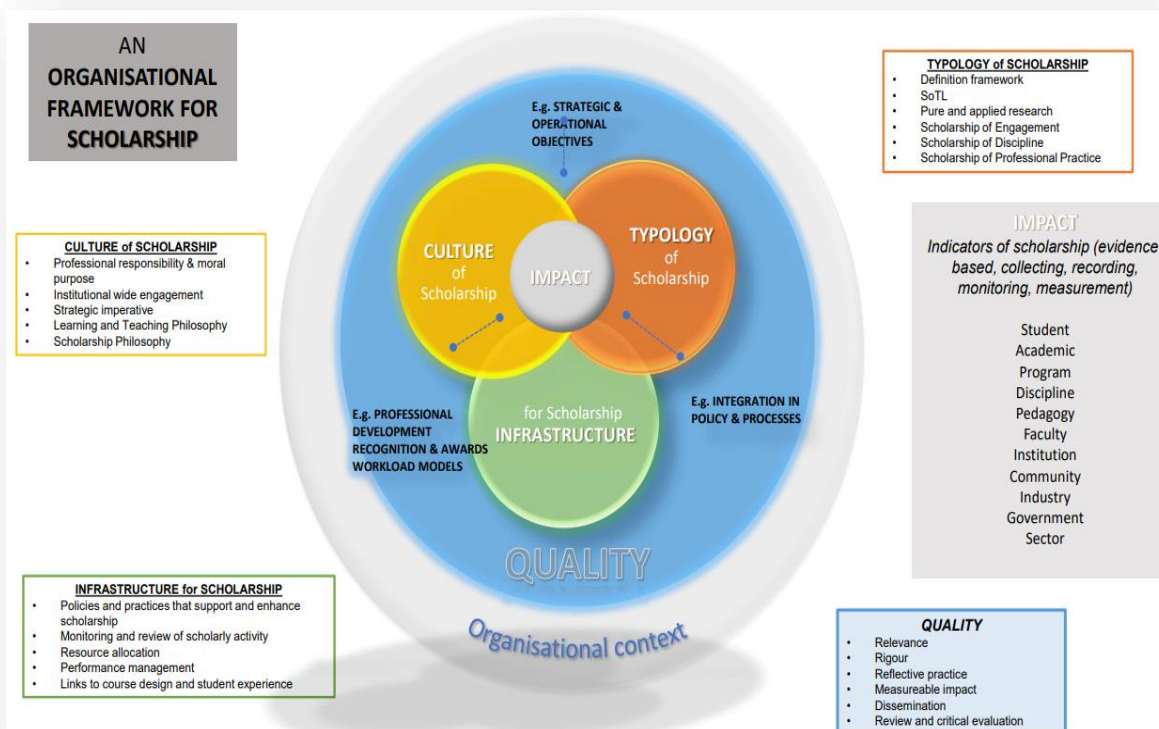 AN
ORGANISATIONAL
FRAMEWORK FOR
SCHOLARSHIP
CULTURE of SCHOLARSHIP
• Professional responsibility & moral
purpose
• Institutional wide engagement
• Strategic imperative
• Learning and Teaching Philosophy
• Scholarship Philosophy
INFRASTRUCTURE for SCHOLARSHIP
• Policies and practices that support and enhance
scholarship
• Monitoring and review of scholarly activity
• Resource allocation
• Performance management
• Links to course design and student experience
E.g. STRATEGIC &
OPERATIONAL
OBJECTIVES
CULTURE
of
Scholarship
IMPACT
TYPOLOGY
of
Scholarship
for Scholarship
INFRASTRUCTURE
E.g. PROFESSIONAL
DEVELOPMENT
RECOGNITION & AWARDS
WORKLOAD MODELS
E.g. INTEGRATION IN
POLICY & PROCESSES
QUALITY
Organisational context
TYPOLOGY of SCHOLARSHIP
• Definition framework
• SoTL
• Pure and applied research
• Scholarship of Engagement
• Scholarship of Discipline
• Scholarship of Professional Practice
IMPACT
Indicators of scholarship (evidence
based, collecting, recording,
monitoring, measurement)
Student
Academic
Program
Discipline
Pedagogy
Faculty
Institution
Community
Industry
Government
Sector
QUALITY
• Relevance
• Rigour
• Reflective practice
• Measureable impact
• Dissemination
• Review and critical evaluation